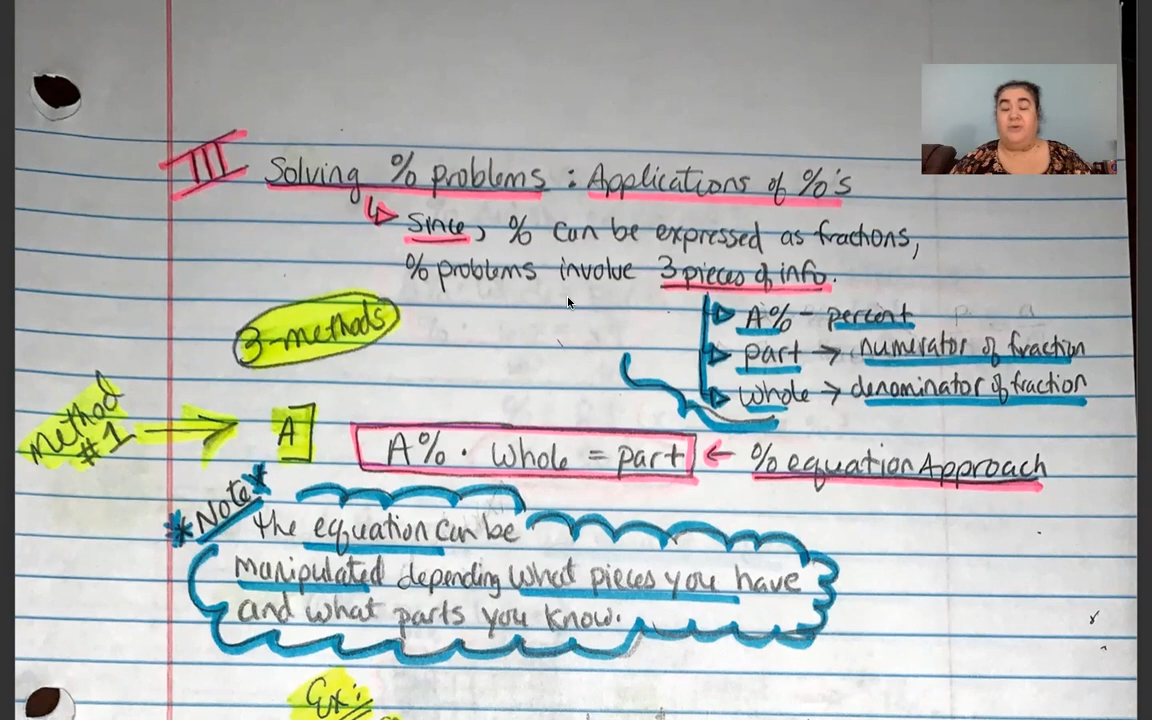 III Solving % problems : Applications of %'s
Since, % can be expressed as fractions,
% problems involve 3 pieces of info.
A% - percent
part → numerator of fraction
whole → denominator of fraction
3-methods
Method #1 → A
A% · whole = part ← % equation Approach
*Note*
the equation can be
manipulated depending what pieces you have
and what parts you know.
Ex: